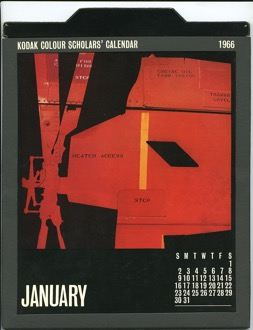 KODAK COLOUR SCHOLARS' CALENDAR 1966
STOP
HEATED SCREEN
STOP
JANUARY
S M T W T F S
1
2 3 4 5 6 7 8
9 10 11 12 13 14 15
16 17 18 19 20 21 22
23 24 25 26 27 28 29
30 31